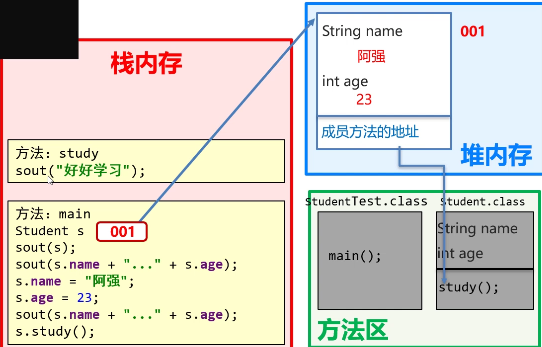 栈内存
方法：study
sout("好好学习");
方法：main
Student s 001
sout(s);
sout(s.name + "..." + s.age);
s.name = "阿强";
s.age = 23;
sout(s.name + "..." + s.age);
s.study();
String name
阿强
int age
23
成员方法的地址
001
堆内存
StudentTest.class
main();
Student.class
String name
int age
study();
方法区